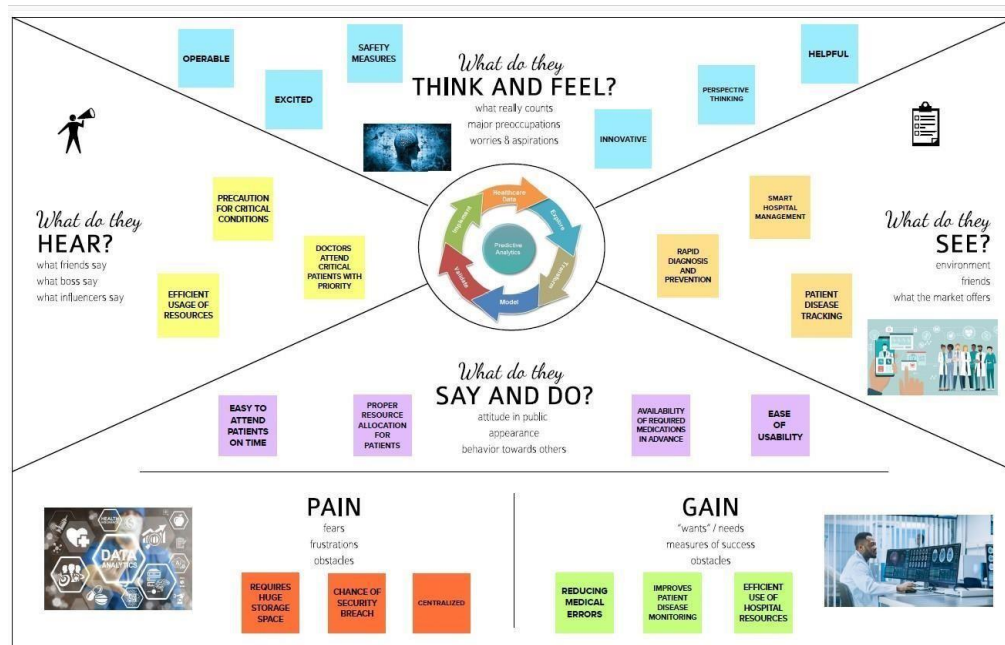 OPERABLE
SAFETY
MEASURES
EXCITED
What do they
THINK AND FEEL?
what really counts
major preoccupations
worries & aspirations
HELPFUL
PERSPECTIVE
THINKING
INNOVATIVE
What do they
HEAR?
what friends say
what boss say
what influencers say
PRECAUTION
FOR CRITICAL
CONDITIONS
DOCTORS
ATTEND
CRITICAL
PATIENTS WITH
PRIORITY
EFFICIENT
USAGE OF
RESOURCES
Healthcare
Data
Explore
Transform
Model
Validate
Implement
Predictive
Analytics
SMART
HOSPITAL
MANAGEMENT
RAPID
DIAGNOSIS
AND
PREVENTION
PATIENT
DISEASE
TRACKING
What do they
SEE?
environment
friends
what the market offers
What do they
SAY AND DO?
attitude in public
appearance
behavior towards others
EASY TO
ATTEND
PATIENTS
ON TIME
PROPER
RESOURCE
ALLOCATION
FOR
PATIENTS
AVAILABILITY
OF REQUIRED
MEDICATIONS
IN ADVANCE
EASE
OF
USABILITY
PAIN
fears
frustrations
obstacles
HEALTH
DATA
ANALYTICS
REQUIRES
HUGE
STORAGE
SPACE
CHANCE OF
SECURITY
BREACH
CENTRALIZED
GAIN
"wants" / needs
measures of success
obstacles
REDUCING
MEDICAL
ERRORS
IMPROVES
PATIENT
DISEASE
MONITORING
EFFICIENT
USE OF
HOSPITAL
RESOURCES